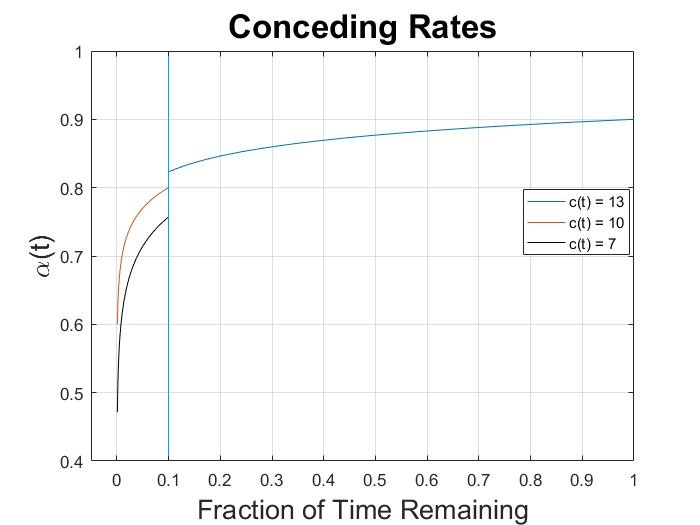 Conceding Rates
α(t)
1
0.9
0.8
0.7
0.6
0.5
0.4
c(t) = 13
c(t) = 10
c(t) = 7
0 0.1 0.2 0.3 0.4 0.5 0.6 0.7 0.8 0.9 1
Fraction of Time Remaining